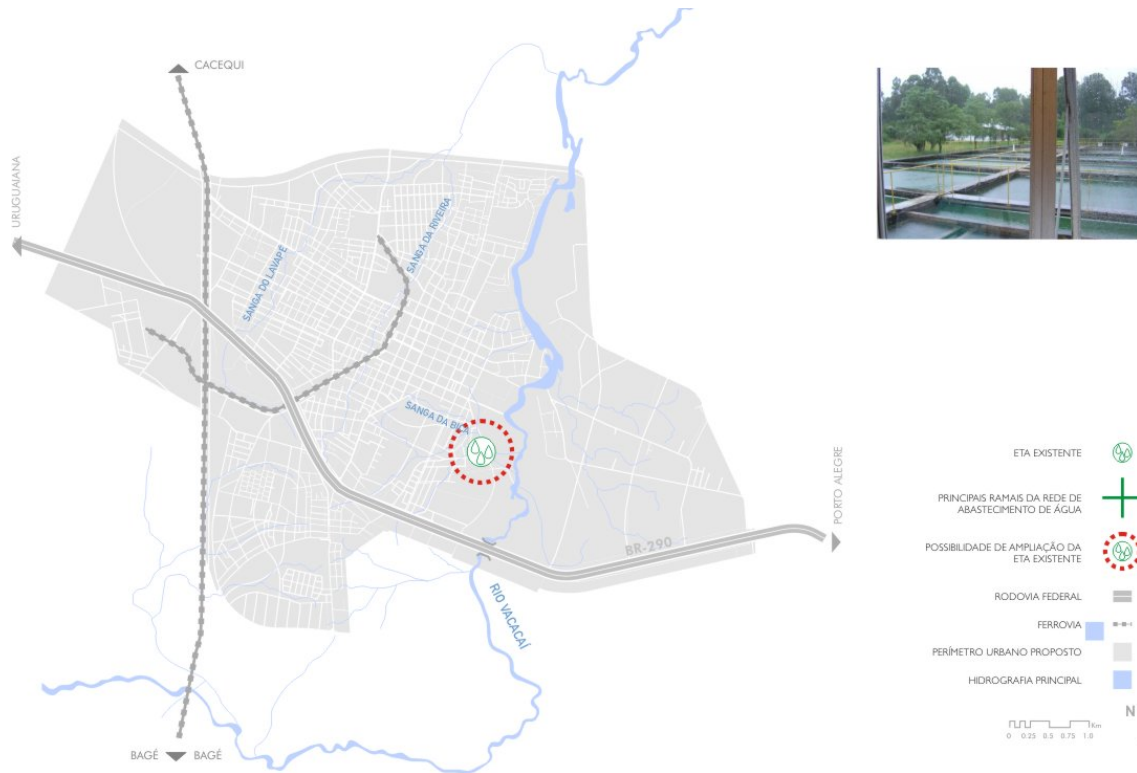 CACEQUI
URUGUAIANA
SANGA DO LAVAPÉ
SANGA DA RIVEIRA
SANGA DA BICA
PORTO ALEGRE
BR-290
RIO VACACAÍ
BAGÉ
BAGÉ
ETA EXISTENTE
PRINCIPAIS RAMAIS DA REDE DE
ABASTECIMENTO DE ÁGUA
POSSIBILIDADE DE AMPLIAÇÃO DA
ETA EXISTENTE
RODOVIA FEDERAL
FERROVIA
PERÍMETRO URBANO PROPOSTO
HIDROGRAFIA PRINCIPAL
N
Km
0 0.25 0.5 0.75 1.0